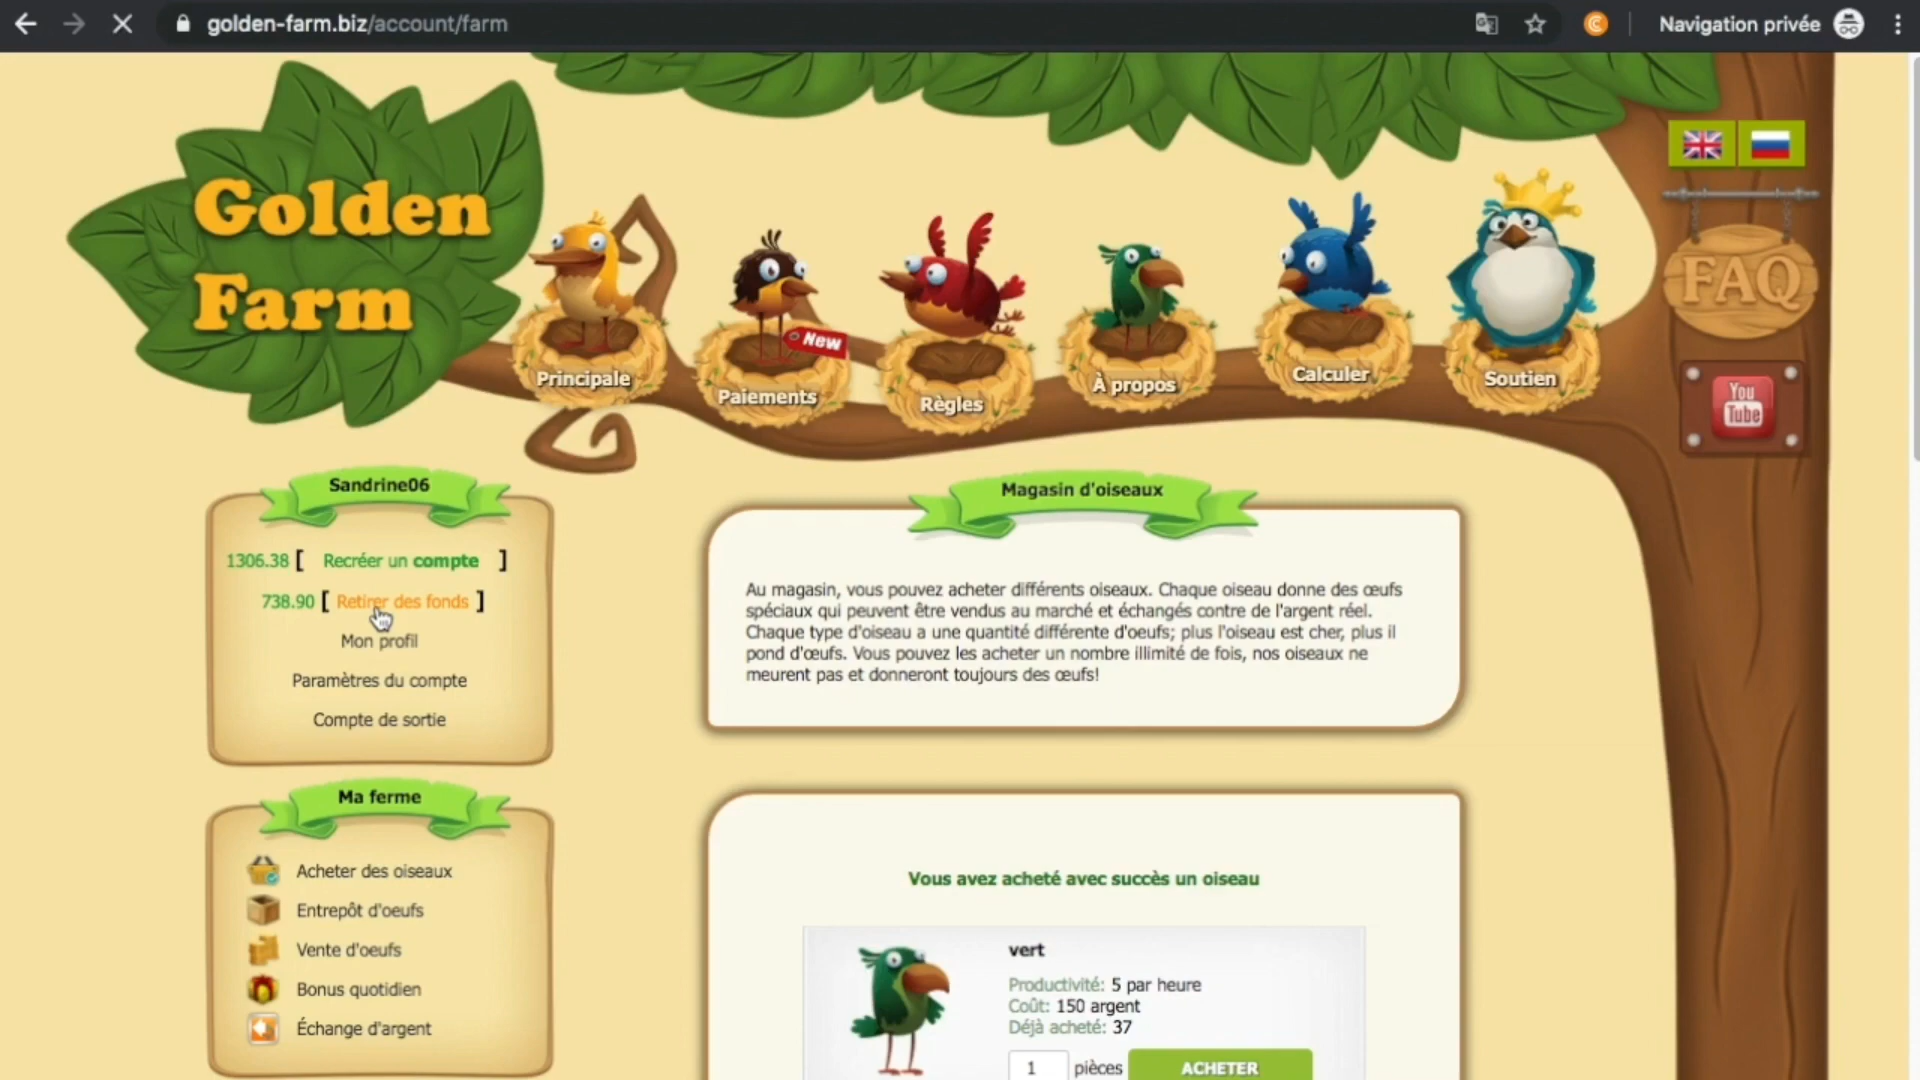 golden-farm.biz/account/farm
Navigation privée
Golden
Farm
Principale
Paiements
New
Règles
À propos
Calculer
Soutien
FAQ
You
Tube
Sandrine06
1306.38 [ Recréer un compte ]
738.90 [ Retirer des fonds ]
Mon profil
Paramètres du compte
Compte de sortie
Ma ferme
Acheter des oiseaux
Entrepôt d'oeufs
Vente d'oeufs
Bonus quotidien
Échange d'argent
Magasin d'oiseaux
Au magasin, vous pouvez acheter différents oiseaux. Chaque oiseau donne des œufs
spéciaux qui peuvent être vendus au marché et échangés contre de l'argent réel.
Chaque type d'oiseau a une quantité différente d'oeufs; plus l'oiseau est cher, plus il
pond d'œufs. Vous pouvez les acheter un nombre illimité de fois, nos oiseaux ne
meurent pas et donneront toujours des œufs!
Vous avez acheté avec succès un oiseau
vert
Productivité: 5 par heure
Coût: 150 argent
Déjà acheté: 37
1 pièces ACHETER